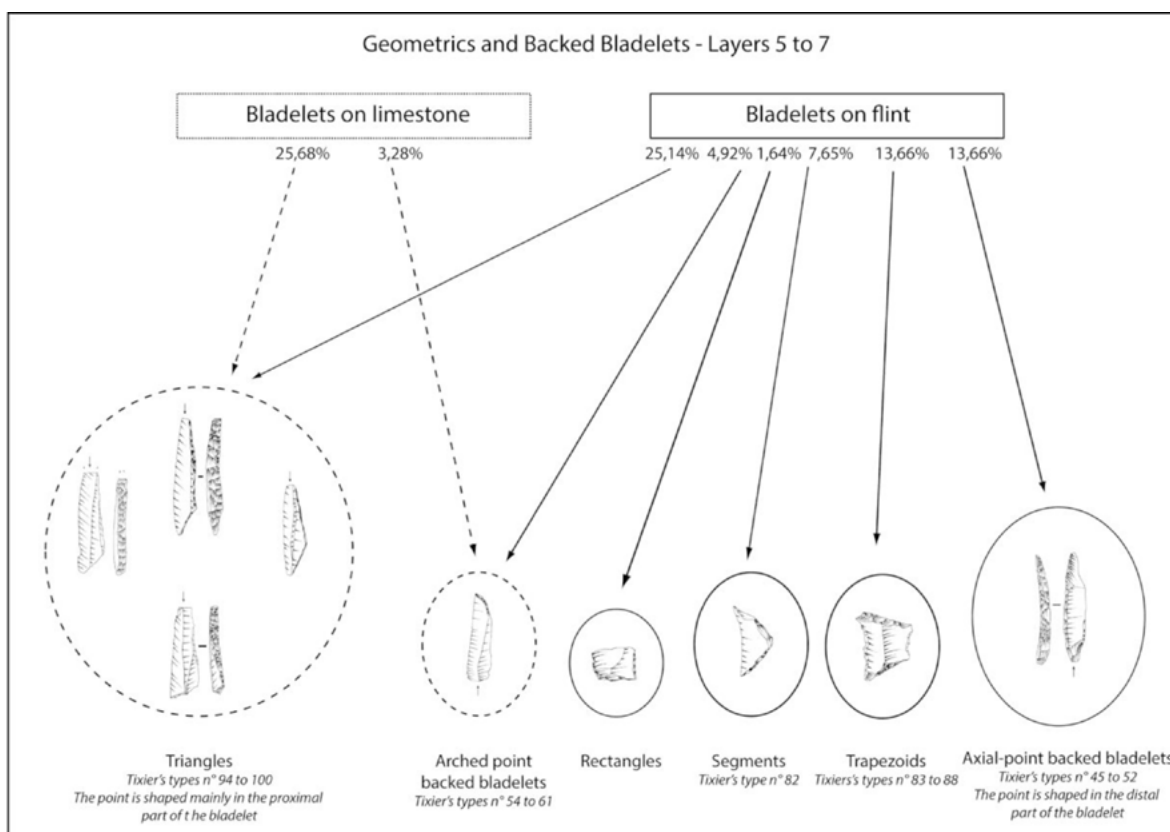 Geometrics and Backed Bladelets - Layers 5 to 7
Bladelets on limestone
Bladelets on flint
25,68% 3,28%
25,14% 4,92% 1,64% 7,65% 13,66% 13,66%
Triangles
Tixier's types n° 94 to 100
The point is shaped mainly in the proximal
part of t he bladelet
Arched point
backed bladelets
Tixier's types n° 54 to 61
Rectangles
Segments
Tixier's type n° 82
Trapezoids
Tixiers's types n° 83 to 88
Axial-point backed bladelets
Tixier's types n° 45 to 52
The point is shaped in the distal
part of the bladelet